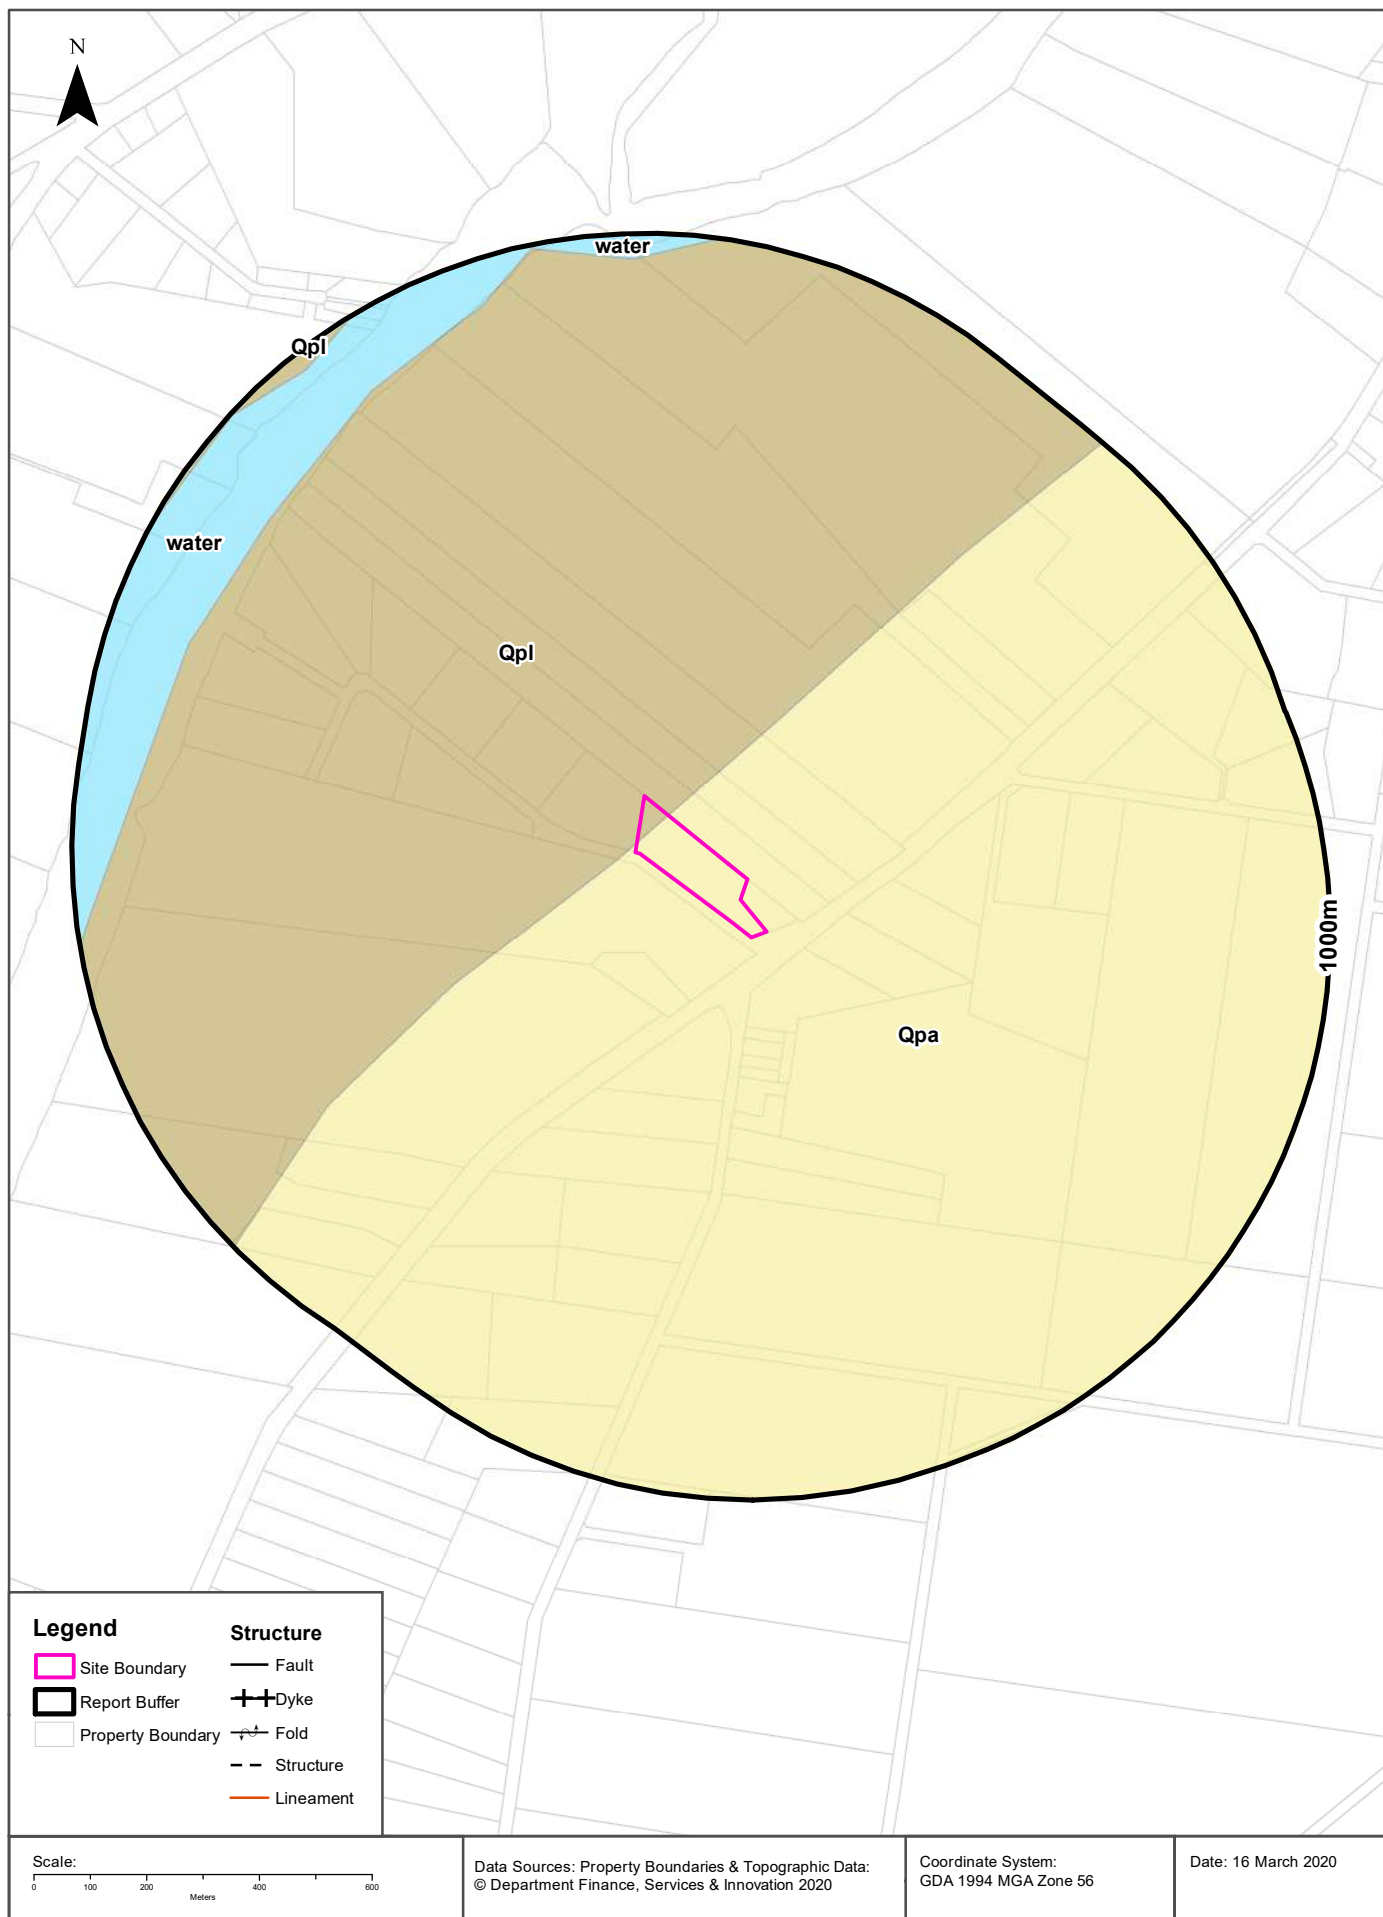 N
water
Qpl
water
Qpl
1000m
Qpa
Legend
Site Boundary
Report Buffer
Property Boundary
Structure
Fault
Dyke
Fold
Structure
Lineament
Scale:
0 100 200 400 600
Meters
Data Sources: Property Boundaries & Topographic Data:
© Department Finance, Services & Innovation 2020
Coordinate System:
GDA 1994 MGA Zone 56
Date: 16 March 2020